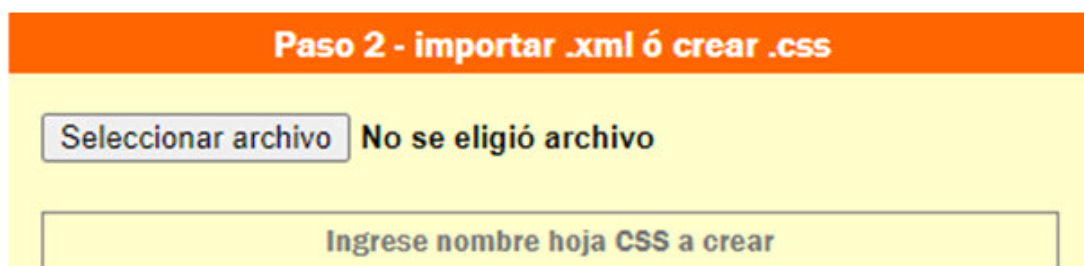 Paso 2 - importar .xml ó crear .css
Seleccionar archivo No se eligió archivo
Ingrese nombre hoja CSS a crear